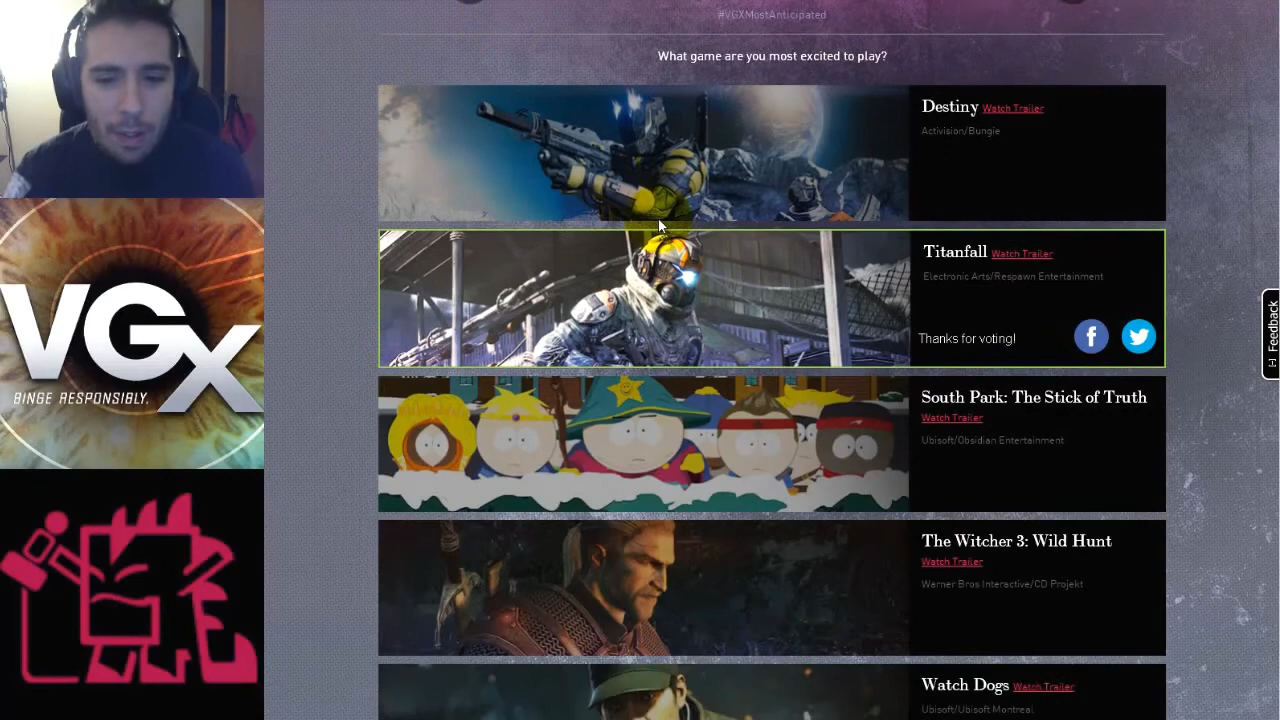 #VGXMostAnticipated
What game are you most excited to play?
Destiny Watch Trailer
Activision/Bungie
Titanfall Watch Trailer
Electronic Arts/Respawn Entertainment
Thanks for voting!
South Park: The Stick of Truth
Watch Trailer
Ubisoft/Obsidian Entertainment
The Witcher 3: Wild Hunt
Watch Trailer
Warner Bros Interactive/CD Projekt
Watch Dogs Watch Trailer
Ubisoft/Ubisoft Montreal
VGX
BINGE RESPONSIBLY.
Feedback